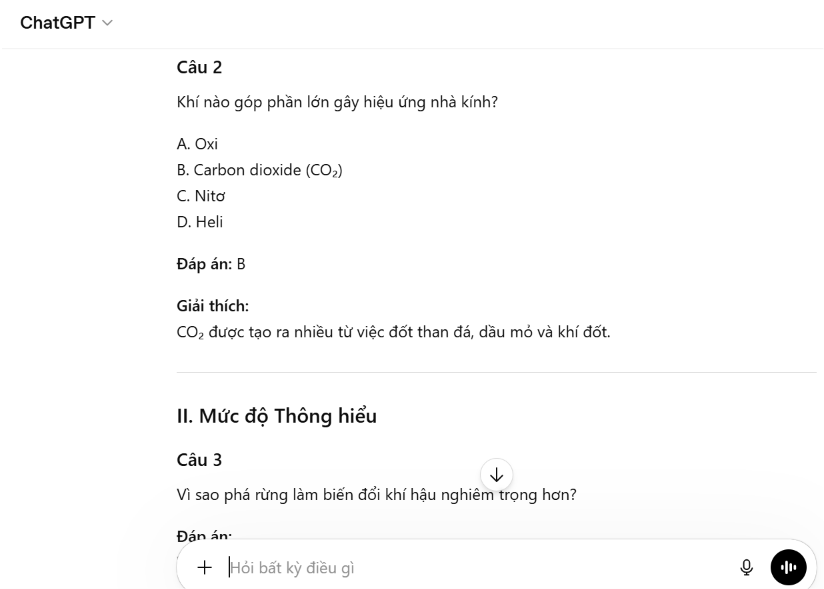 ChatGPT
Câu 2
Khí nào góp phần lớn gây hiệu ứng nhà kính?
A. Oxi
B. Carbon dioxide (CO₂)
C. Nitơ
D. Heli
Đáp án: B
Giải thích:
CO₂ được tạo ra nhiều từ việc đốt than đá, dầu mỏ và khí đốt.
II. Mức độ Thông hiểu
Câu 3
Vì sao phá rừng làm biến đổi khí hậu nghiêm trọng hơn?
Đáp án:
Hỏi bất kỳ điều gì